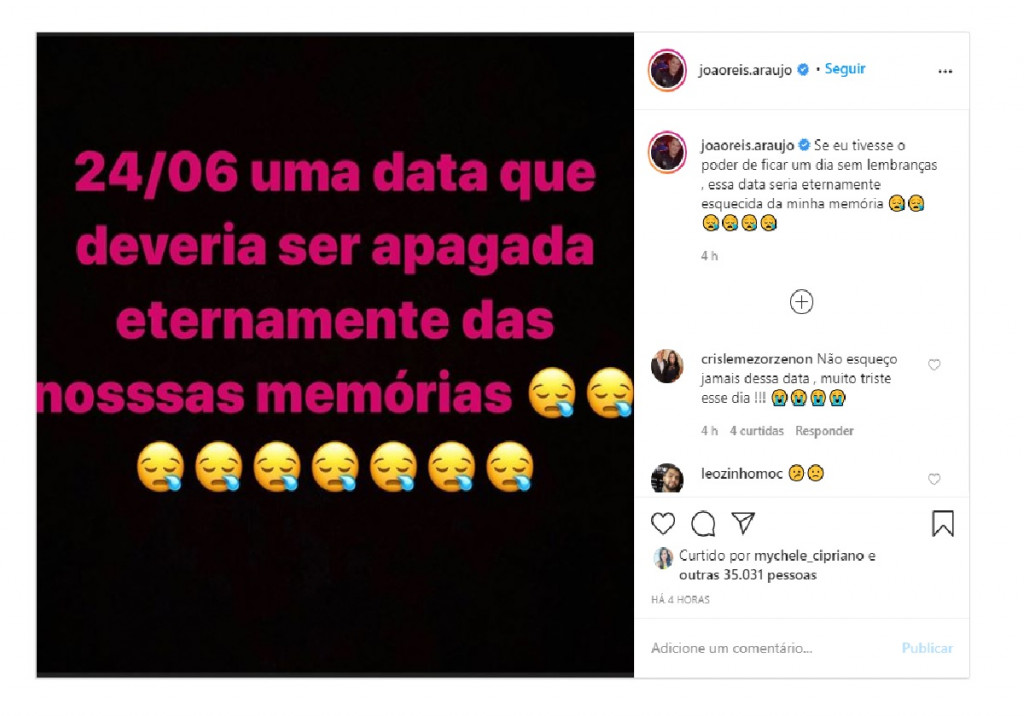 24/06 uma data que
deveria ser apagada
eternamente das
nosssas memórias 😪😪
😪😪😪😪😪😪😪
joaoreis.araujo • Seguir
joaoreis.araujo Se eu tivesse o
poder de ficar um dia sem lembranças
, essa data seria eternamente
esquecida da minha memória 😪😪
😪😪😪😪
4 h
crislemezorzenon Não esqueço
jamais dessa data , muito triste
esse dia !!! 😭😭😭😭
4 h 4 curtidas Responder
leozinhomoc 🫤😟
Curtido por mychele_cipriano e
outras 35.031 pessoas
HÁ 4 HORAS
Adicione um comentário... Publicar